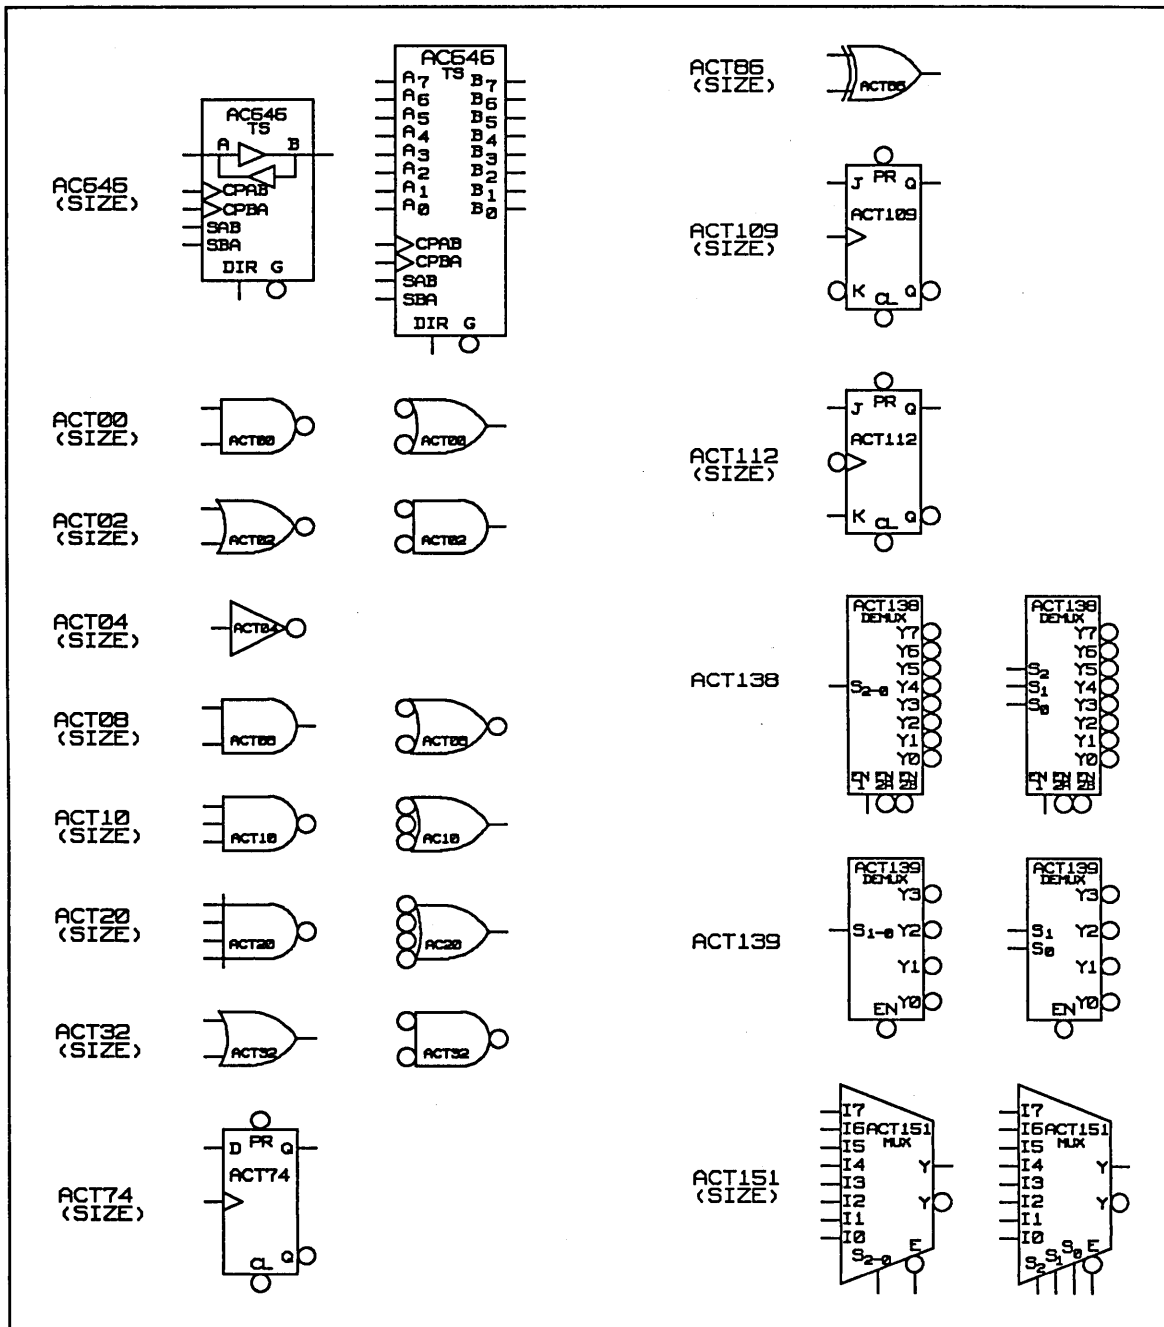 AC646
(SIZE)
AC646
TS
A B
CPAB
CPBA
SAB
SBA
DIR G
AC646
TS
A7 B7
A6 B6
A5 B5
A4 B4
A3 B3
A2 B2
A1 B1
A0 B0
CPAB
CPBA
SAB
SBA
DIR G
ACT00
(SIZE)
ACT00
ACT00
ACT02
(SIZE)
ACT02
ACT02
ACT04
(SIZE)
ACT04
ACT08
(SIZE)
ACT08
ACT08
ACT10
(SIZE)
ACT10
AC10
ACT20
(SIZE)
ACT20
AC20
ACT32
(SIZE)
ACT32
ACT32
ACT74
(SIZE)
D PR Q
ACT74
CL Q
ACT86
(SIZE)
ACT86
ACT109
(SIZE)
J PR Q
ACT109
K CL Q
ACT112
(SIZE)
J PR Q
ACT112
K CL Q
ACT138
ACT138
DEMUX
Y7
Y6
Y5
S2-0 Y4
Y3
Y2
Y1
Y0
EN EN EN
1 2A 2B
ACT138
DEMUX
Y7
Y6
S2 Y5
S1 Y4
S0 Y3
Y2
Y1
Y0
EN EN EN
1 2A 2B
ACT139
ACT139
DEMUX
Y3
S1-0 Y2
Y1
EN Y0
ACT139
DEMUX
Y3
S1 Y2
S0
Y1
EN Y0
ACT151
(SIZE)
I7
I6 ACT151
I5 MUX
I4 Y
I3
I2 Y
I1
I0 E
S2-0
I7
I6 ACT151
I5 MUX
I4 Y
I3
I2 Y
I1
I0
S2 S1 S0 E